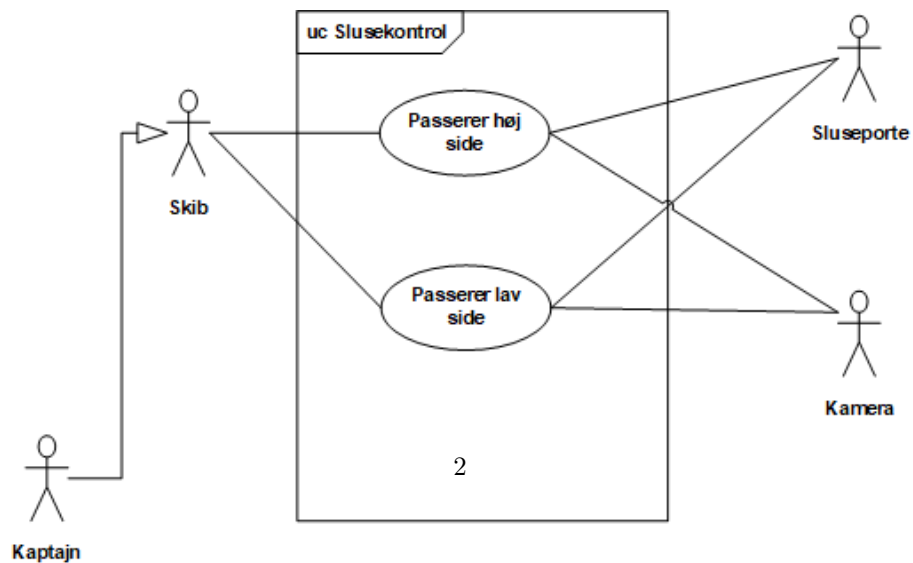 uc Slusekontrol
Passerer høj
side
Sluseporte
Skib
Passerer lav
side
Kamera
2
Kaptajn